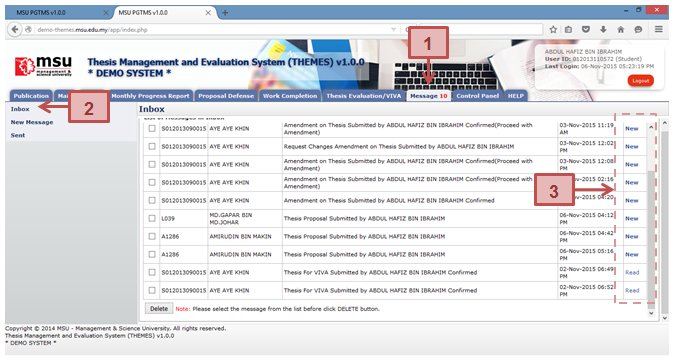 MSU PGTMS v1.0.0
MSU PGTMS v1.0.0
demo-themes.msu.edu.my/app/index.php
Search
msu
management &
science university
Thesis Management and Evaluation System (THEMES) v1.0.0
* DEMO SYSTEM *
ABDUL HAFIZ BIN IBRAHIM
User ID: 012013110572 (Student)
Last Login: 06-Nov-2015 05:23:19 PM
Logout
1
Publication
Monthly Progress Report
Proposal Defense
Work Completion
Thesis Evaluation/VIVA
Message 10
Control Panel
HELP
Inbox
New Message
Sent
2
Inbox
List of Messages in Inbox
S012013090015 AYE AYE KHIN Amendment on Thesis Submitted by ABDUL HAFIZ BIN IBRAHIM Confirmed(Proceed with Amendment) 03-Nov-2015 11:19 AM New
S012013090015 AYE AYE KHIN Request Changes Amendment on Thesis Submitted by ABDUL HAFIZ BIN IBRAHIM 03-Nov-2015 12:02 PM New
S012013090015 AYE AYE KHIN Amendment on Thesis Submitted by ABDUL HAFIZ BIN IBRAHIM Confirmed(Proceed with Amendment) 03-Nov-2015 12:08 PM New
S012013090015 AYE AYE KHIN Amendment on Thesis Submitted by ABDUL HAFIZ BIN IBRAHIM Confirmed(Proceed with Amendment) 03-Nov-2015 02:16 New
S012013090015 AYE AYE KHIN Amendment on Thesis Submitted by ABDUL HAFIZ BIN IBRAHIM Confirmed 04:20 New
L039 MD.GAPAR BIN MD.JOHAR Thesis Proposal Submitted by ABDUL HAFIZ BIN IBRAHIM 06-Nov-2015 04:12 PM New
A1286 AMIRUDIN BIN MAKIN Thesis Proposal Submitted by ABDUL HAFIZ BIN IBRAHIM 06-Nov-2015 04:42 PM New
A1286 AMIRUDIN BIN MAKIN Thesis Proposal Submitted by ABDUL HAFIZ BIN IBRAHIM 06-Nov-2015 05:16 PM New
S012013090015 AYE AYE KHIN Thesis For VIVA Submitted by ABDUL HAFIZ BIN IBRAHIM Confirmed 02-Nov-2015 06:49 PM Read
S012013090015 AYE AYE KHIN Thesis For VIVA Submitted by ABDUL HAFIZ BIN IBRAHIM Confirmed 02-Nov-2015 06:52 PM Read
3
Delete Note: Please select the message from the list before click DELETE button.
Copyright © 2014 MSU - Management & Science University. All rights reserved.
Thesis Management and Evaluation System (THEMES) v1.0.0
* DEMO SYSTEM *